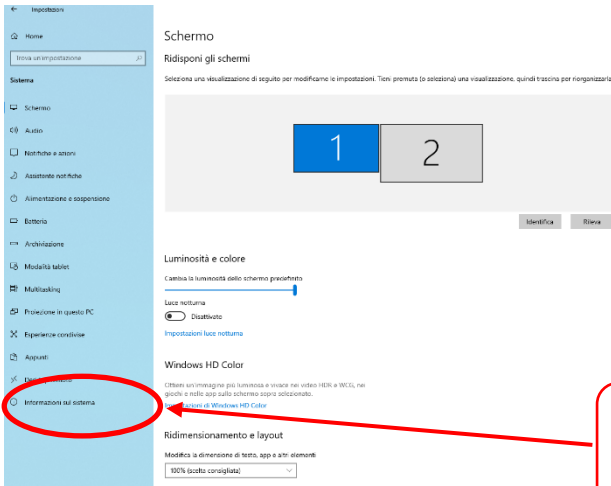 Impostazioni
Home
Trova un'impostazione
Sistema
Schermo
Audio
Notifiche e azioni
Assistente notifiche
Alimentazione e sospensione
Batteria
Archiviazione
Modalità tablet
Multitasking
Proiezione in questo PC
Esperienze condivise
Appunti
Informazioni sul sistema
Schermo
Ridisponi gli schermi
Seleziona una visualizzazione di seguito per modificarne le impostazioni. Tieni premuta (o seleziona) una visualizzazione, quindi trascina per riorganizzarla
1
2
Identifica Rileva
Luminosità e colore
Cambia la luminosità dello schermo predefinito
Luce notturna
Disattivato
Impostazioni luce notturna
Windows HD Color
Ottieni un'immagine più luminosa e vivace nei video HDR e WCG, nei
giochi e nelle app sullo schermo sopra selezionato.
Impostazioni di Windows HD Color
Ridimensionamento e layout
Modifica la dimensione di testo, app e altri elementi
100% (scelta consigliata)